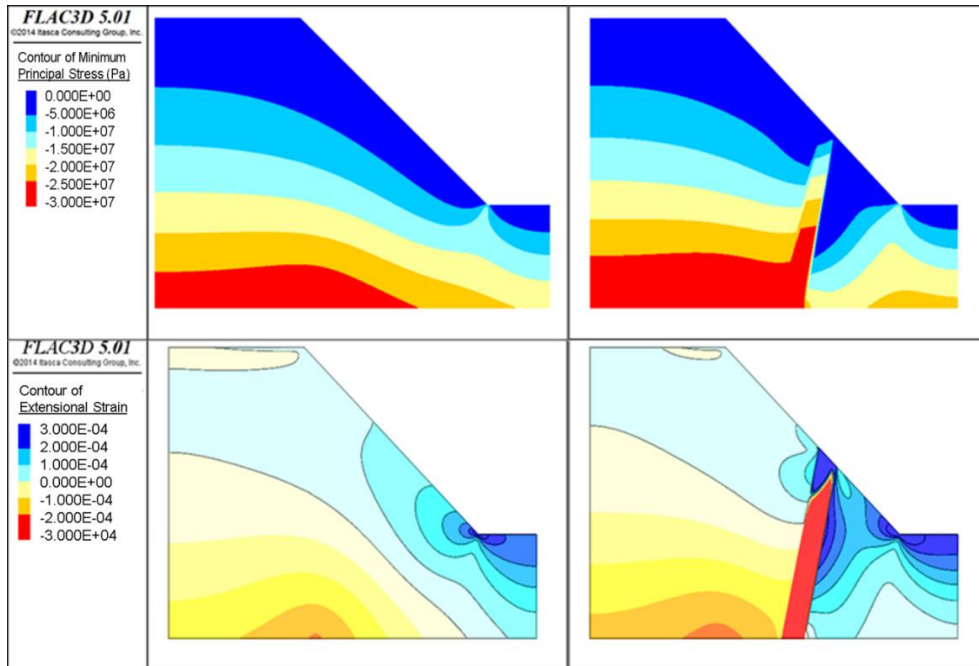 FLAC3D 5.01
©2014 Itasca Consulting Group, Inc.
Contour of Minimum
Principal Stress (Pa)
0.000E+00
-5.000E+06
-1.000E+07
-1.500E+07
-2.000E+07
-2.500E+07
-3.000E+07
FLAC3D 5.01
©2014 Itasca Consulting Group, Inc.
Contour of
Extensional Strain
3.000E-04
2.000E-04
1.000E-04
0.000E+00
-1.000E-04
-2.000E-04
-3.000E+04